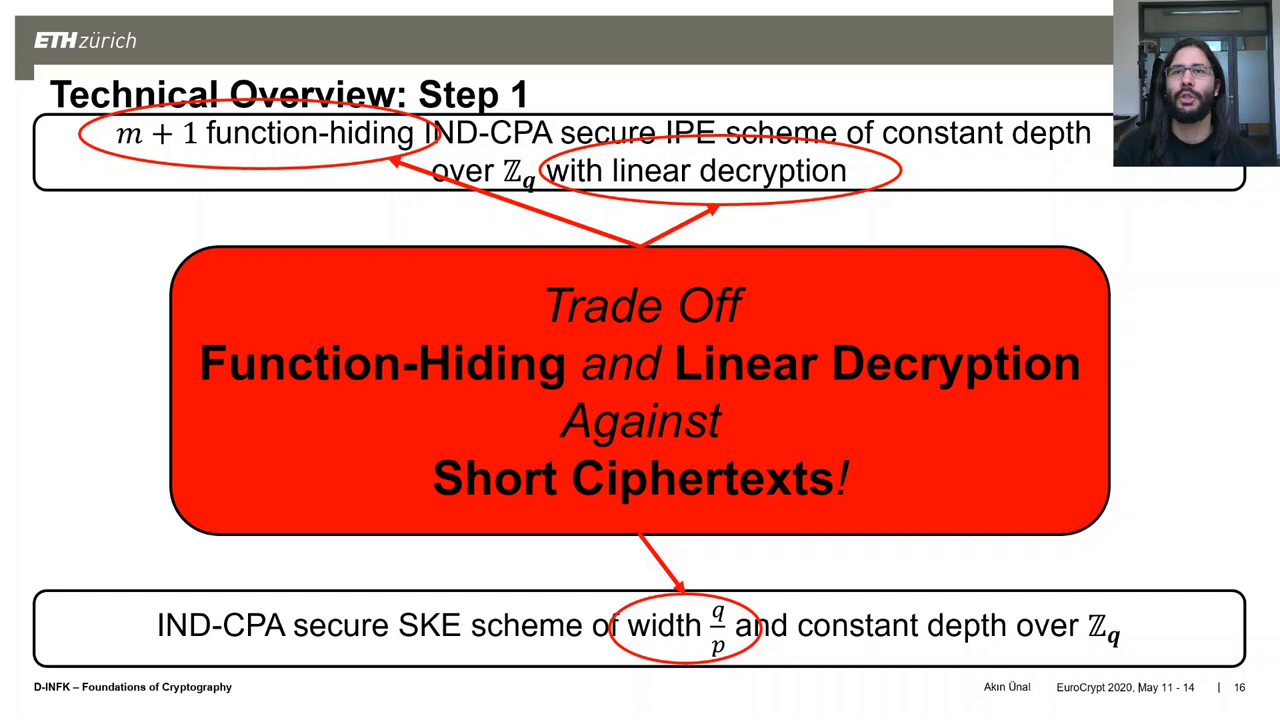 ETH zürich
Technical Overview: Step 1
m + 1 function-hiding IND-CPA secure IPE scheme of constant depth
over ℤq with linear decryption
Trade Off
Function-Hiding and Linear Decryption
Against
Short Ciphertexts!
IND-CPA secure SKE scheme of width q/p and constant depth over ℤq
D-INFK – Foundations of Cryptography
Akın Ünal
EuroCrypt 2020, May 11 - 14
| 16